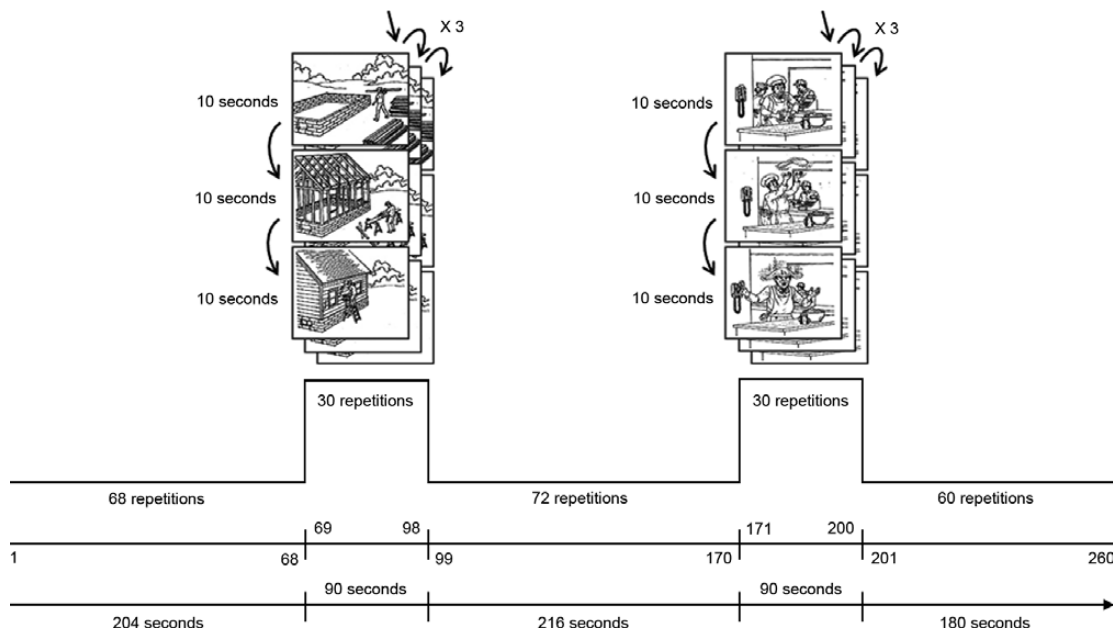 X 3
X 3
10 seconds
10 seconds
10 seconds
10 seconds
10 seconds
10 seconds
30 repetitions
30 repetitions
68 repetitions
72 repetitions
60 repetitions
69 98 171 200
1 68 99 170 201 260
90 seconds
90 seconds
204 seconds
216 seconds
180 seconds